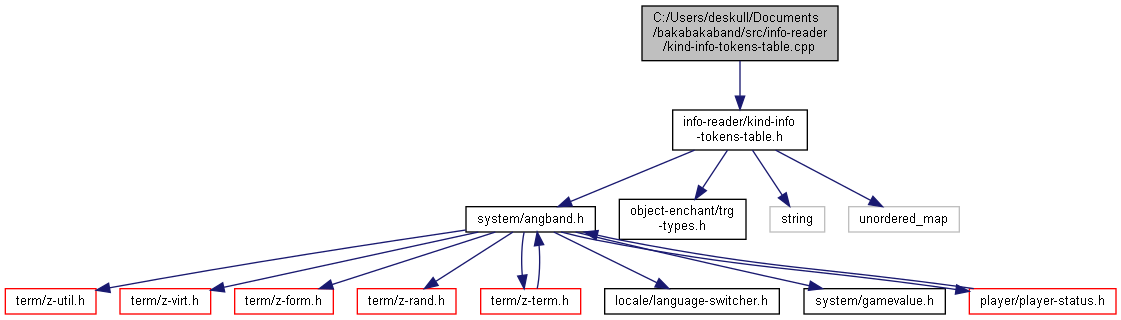 C:/Users/deskull/Documents
/bakabakaband/src/info-reader
/kind-info-tokens-table.cpp
info-reader/kind-info
-tokens-table.h
system/angband.h
object-enchant/trg
-types.h
string
unordered_map
term/z-util.h
term/z-virt.h
term/z-form.h
term/z-rand.h
term/z-term.h
locale/language-switcher.h
system/gamevalue.h
player/player-status.h